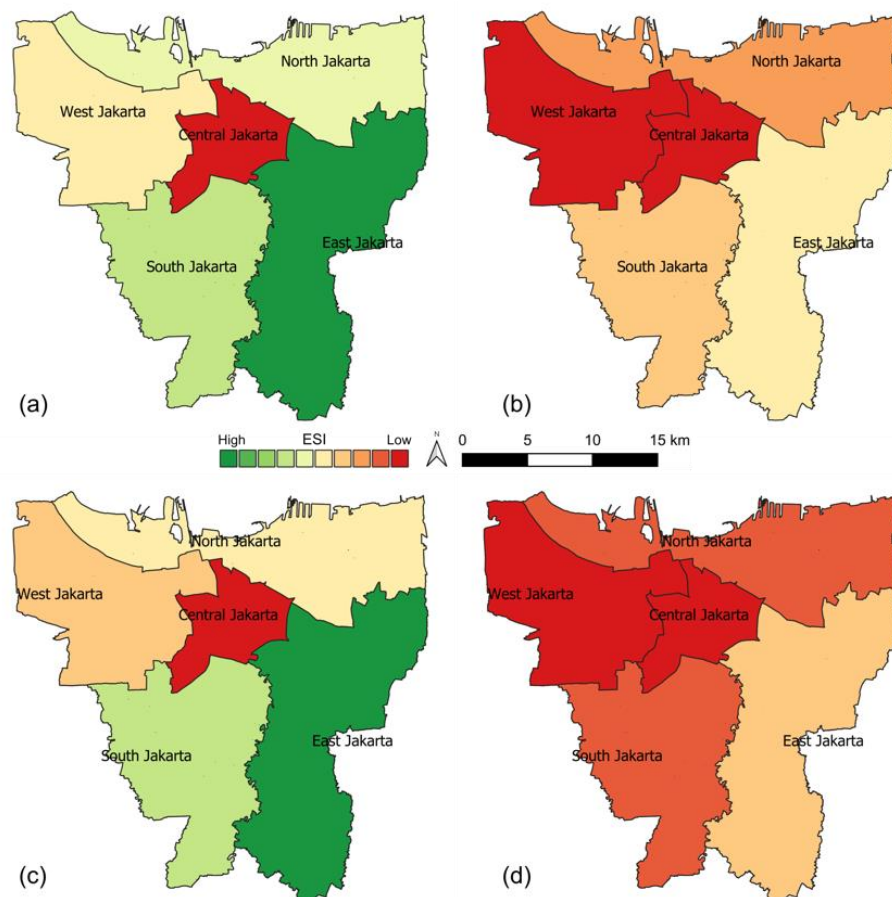 North Jakarta
West Jakarta
Central Jakarta
South Jakarta
East Jakarta
(a)
North Jakarta
West Jakarta
Central Jakarta
South Jakarta
East Jakarta
(b)
High ESI Low
N
0 5 10 15 km
North Jakarta
West Jakarta
Central Jakarta
South Jakarta
East Jakarta
(c)
North Jakarta
West Jakarta
Central Jakarta
South Jakarta
East Jakarta
(d)